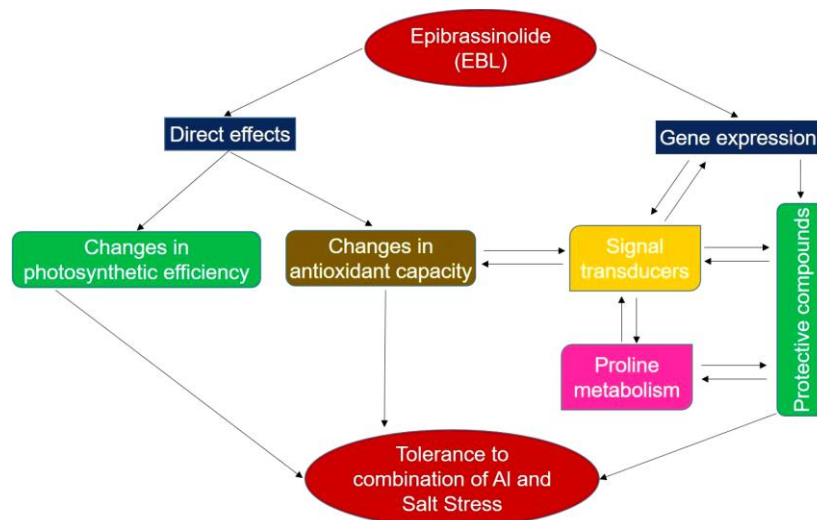 Epibrassinolide
(EBL)
Direct effects
Gene expression
Changes in
photosynthetic efficiency
Changes in
antioxidant capacity
Signal
transducers
Protective compounds
Proline
metabolism
Tolerance to
combination of Al and
Salt Stress